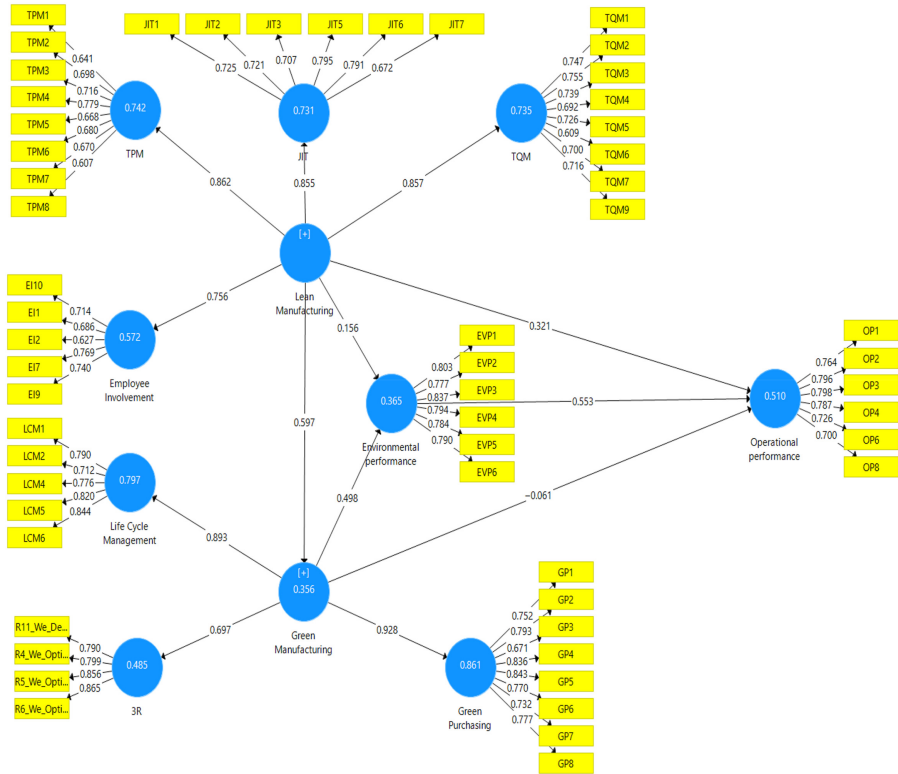 TPM1
TPM2
TPM3
TPM4
TPM5
TPM6
TPM7
TPM8
0.641
0.698
0.716
0.779
0.668
0.680
0.670
0.607
0.742
TPM
JIT1
JIT2
JIT3
JIT5
JIT6
JIT7
0.725
0.721
0.707
0.795
0.791
0.672
0.731
JIT
TQM1
TQM2
TQM3
TQM4
TQM5
TQM6
TQM7
TQM9
0.747
0.755
0.739
0.692
0.726
0.609
0.700
0.716
0.735
TQM
0.862
0.855
0.857
[+]
Lean
Manufacturing
0.756
0.156
0.321
0.597
EI10
EI1
EI2
EI7
EI9
0.714
0.686
0.627
0.769
0.740
0.572
Employee
Involvement
EVP1
EVP2
EVP3
EVP4
EVP5
EVP6
0.803
0.777
0.837
0.794
0.784
0.790
0.365
Environmental
performance
0.553
OP1
OP2
OP3
OP4
OP6
OP8
0.764
0.796
0.798
0.787
0.726
0.700
0.510
Operational
performance
LCM1
LCM2
LCM4
LCM5
LCM6
0.790
0.712
0.776
0.820
0.844
0.797
Life Cycle
Management
0.893
0.498
−0.061
[+]
0.356
Green
Manufacturing
0.697
0.928
R11_We_De...
R4_We_Opti...
R5_We_Opti...
R6_We_Opti...
0.790
0.799
0.856
0.865
0.485
3R
GP1
GP2
GP3
GP4
GP5
GP6
GP7
GP8
0.752
0.793
0.671
0.836
0.843
0.770
0.732
0.777
0.861
Green
Purchasing